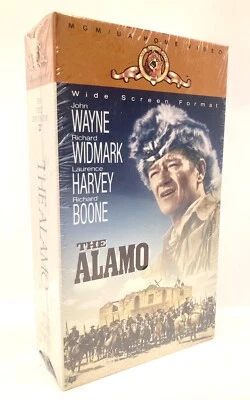 MGM/UA HOME VIDEO
Wide Screen Format
John
WAYNE
Richard
WIDMARK
Laurence
HARVEY
Richard
BOONE
THE
ALAMO
THE ALAMO